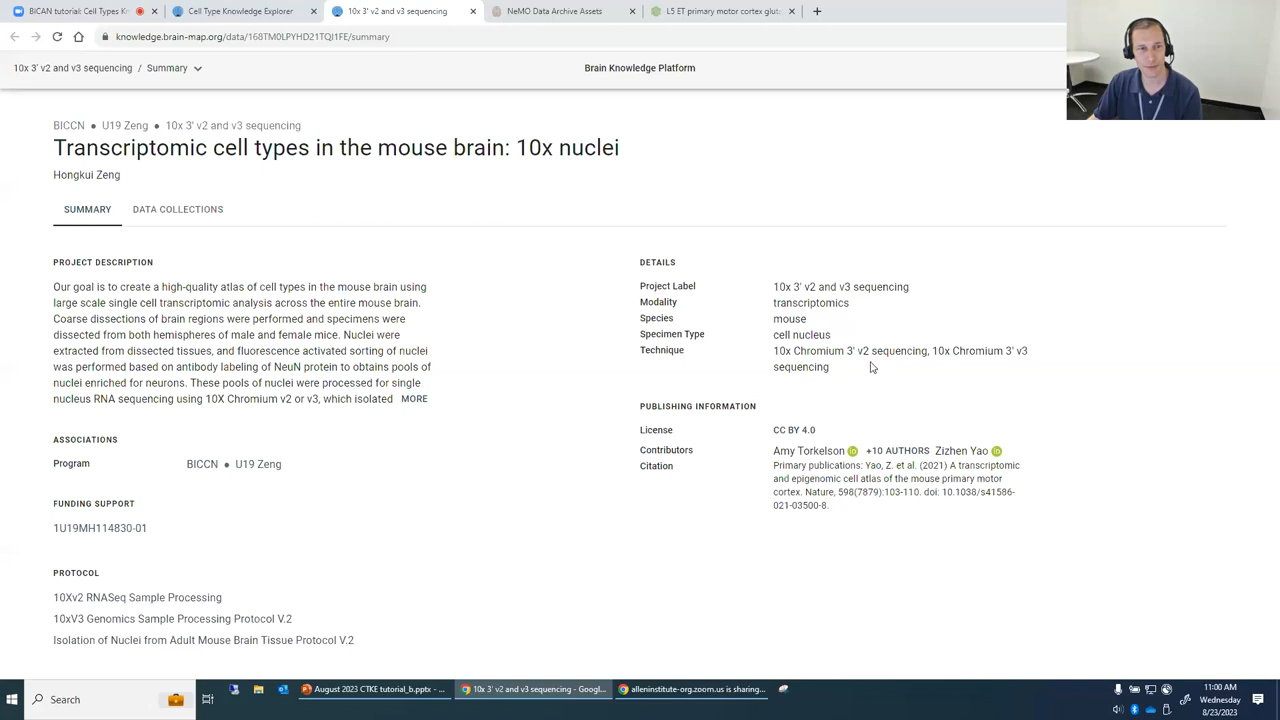 BICAN tutorial: Cell Types K
Cell Type Knowledge Explorer
10x 3' v2 and v3 sequencing
NeMO Data Archive Assets
L5 ET primary motor cortex glut
knowledge.brain-map.org/data/168TM0LPYHD21TQI1FE/summary
10x 3' v2 and v3 sequencing / Summary
Brain Knowledge Platform
BICCN ● U19 Zeng ● 10x 3' v2 and v3 sequencing
Transcriptomic cell types in the mouse brain: 10x nuclei
Hongkui Zeng
SUMMARY DATA COLLECTIONS
PROJECT DESCRIPTION
Our goal is to create a high-quality atlas of cell types in the mouse brain using
large scale single cell transcriptomic analysis across the entire mouse brain.
Coarse dissections of brain regions were performed and specimens were
dissected from both hemispheres of male and female mice. Nuclei were
extracted from dissected tissues, and fluorescence activated sorting of nuclei
was performed based on antibody labeling of NeuN protein to obtains pools of
nuclei enriched for neurons. These pools of nuclei were processed for single
nucleus RNA sequencing using 10X Chromium v2 or v3, which isolated MORE
ASSOCIATIONS
Program BICCN ● U19 Zeng
FUNDING SUPPORT
1U19MH114830-01
PROTOCOL
10Xv2 RNASeq Sample Processing
10xV3 Genomics Sample Processing Protocol V.2
Isolation of Nuclei from Adult Mouse Brain Tissue Protocol V.2
DETAILS
Project Label 10x 3' v2 and v3 sequencing
Modality transcriptomics
Species mouse
Specimen Type cell nucleus
Technique 10x Chromium 3' v2 sequencing, 10x Chromium 3' v3
sequencing
PUBLISHING INFORMATION
License CC BY 4.0
Contributors Amy Torkelson iD +10 AUTHORS Zizhen Yao iD
Citation Primary publications: Yao, Z. et al. (2021) A transcriptomic
and epigenomic cell atlas of the mouse primary motor
cortex. Nature, 598(7879):103-110. doi: 10.1038/s41586-
021-03500-8.
Search
August 2023 CTKE tutorial_b.pptx - ...
10x 3' v2 and v3 sequencing - Googl...
alleninstitute-org.zoom.us is sharing...
11:00 AM
Wednesday
8/23/2023